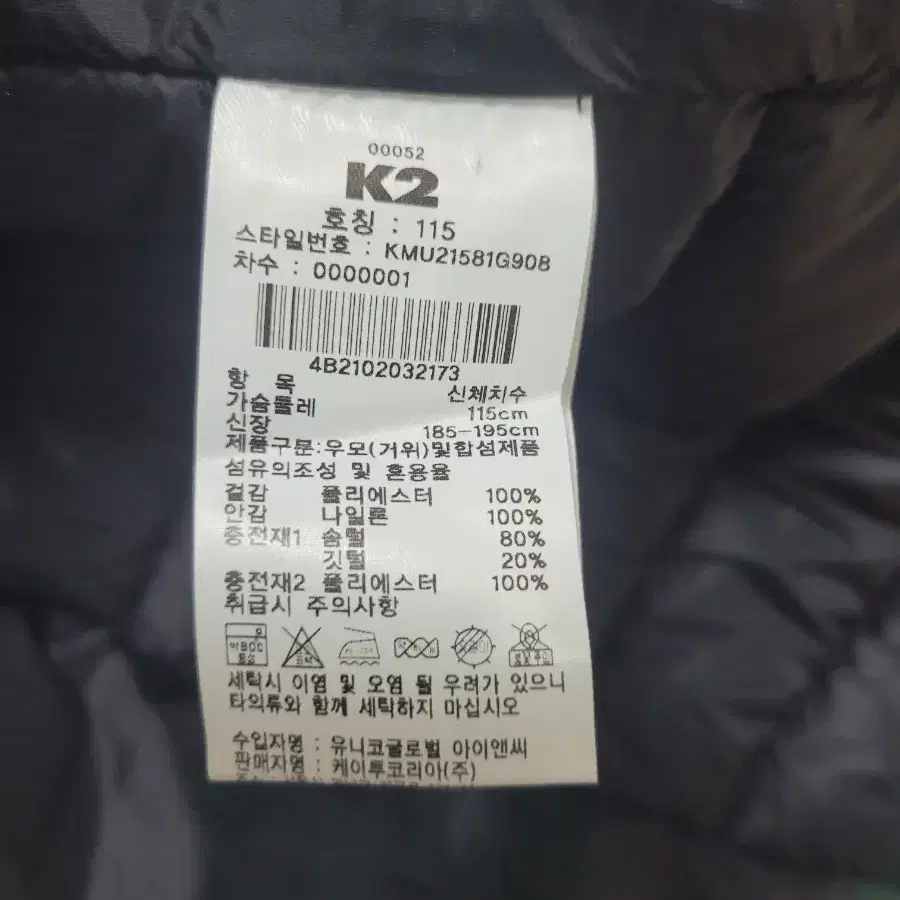 00052
K2
호칭 : 115
스타일번호 : KMU21581G908
차수 : 0000001
4B2102032173
항 목 신체치수
가슴둘레 115cm
신장 185-195cm
제품구분:우모(거위)및합섬제품
섬유의조성 및 혼용율
겉감 폴리에스터 100%
안감 나일론 100%
충전재1 솜털 80%
깃털 20%
충전재2 폴리에스터 100%
취급시 주의사항
세탁시 이염 및 오염 될 우려가 있으니
타의류와 함께 세탁하지 마십시오
수입자명 : 유니코글로벌 아이앤씨
판매자명 : 케이투코리아(주)